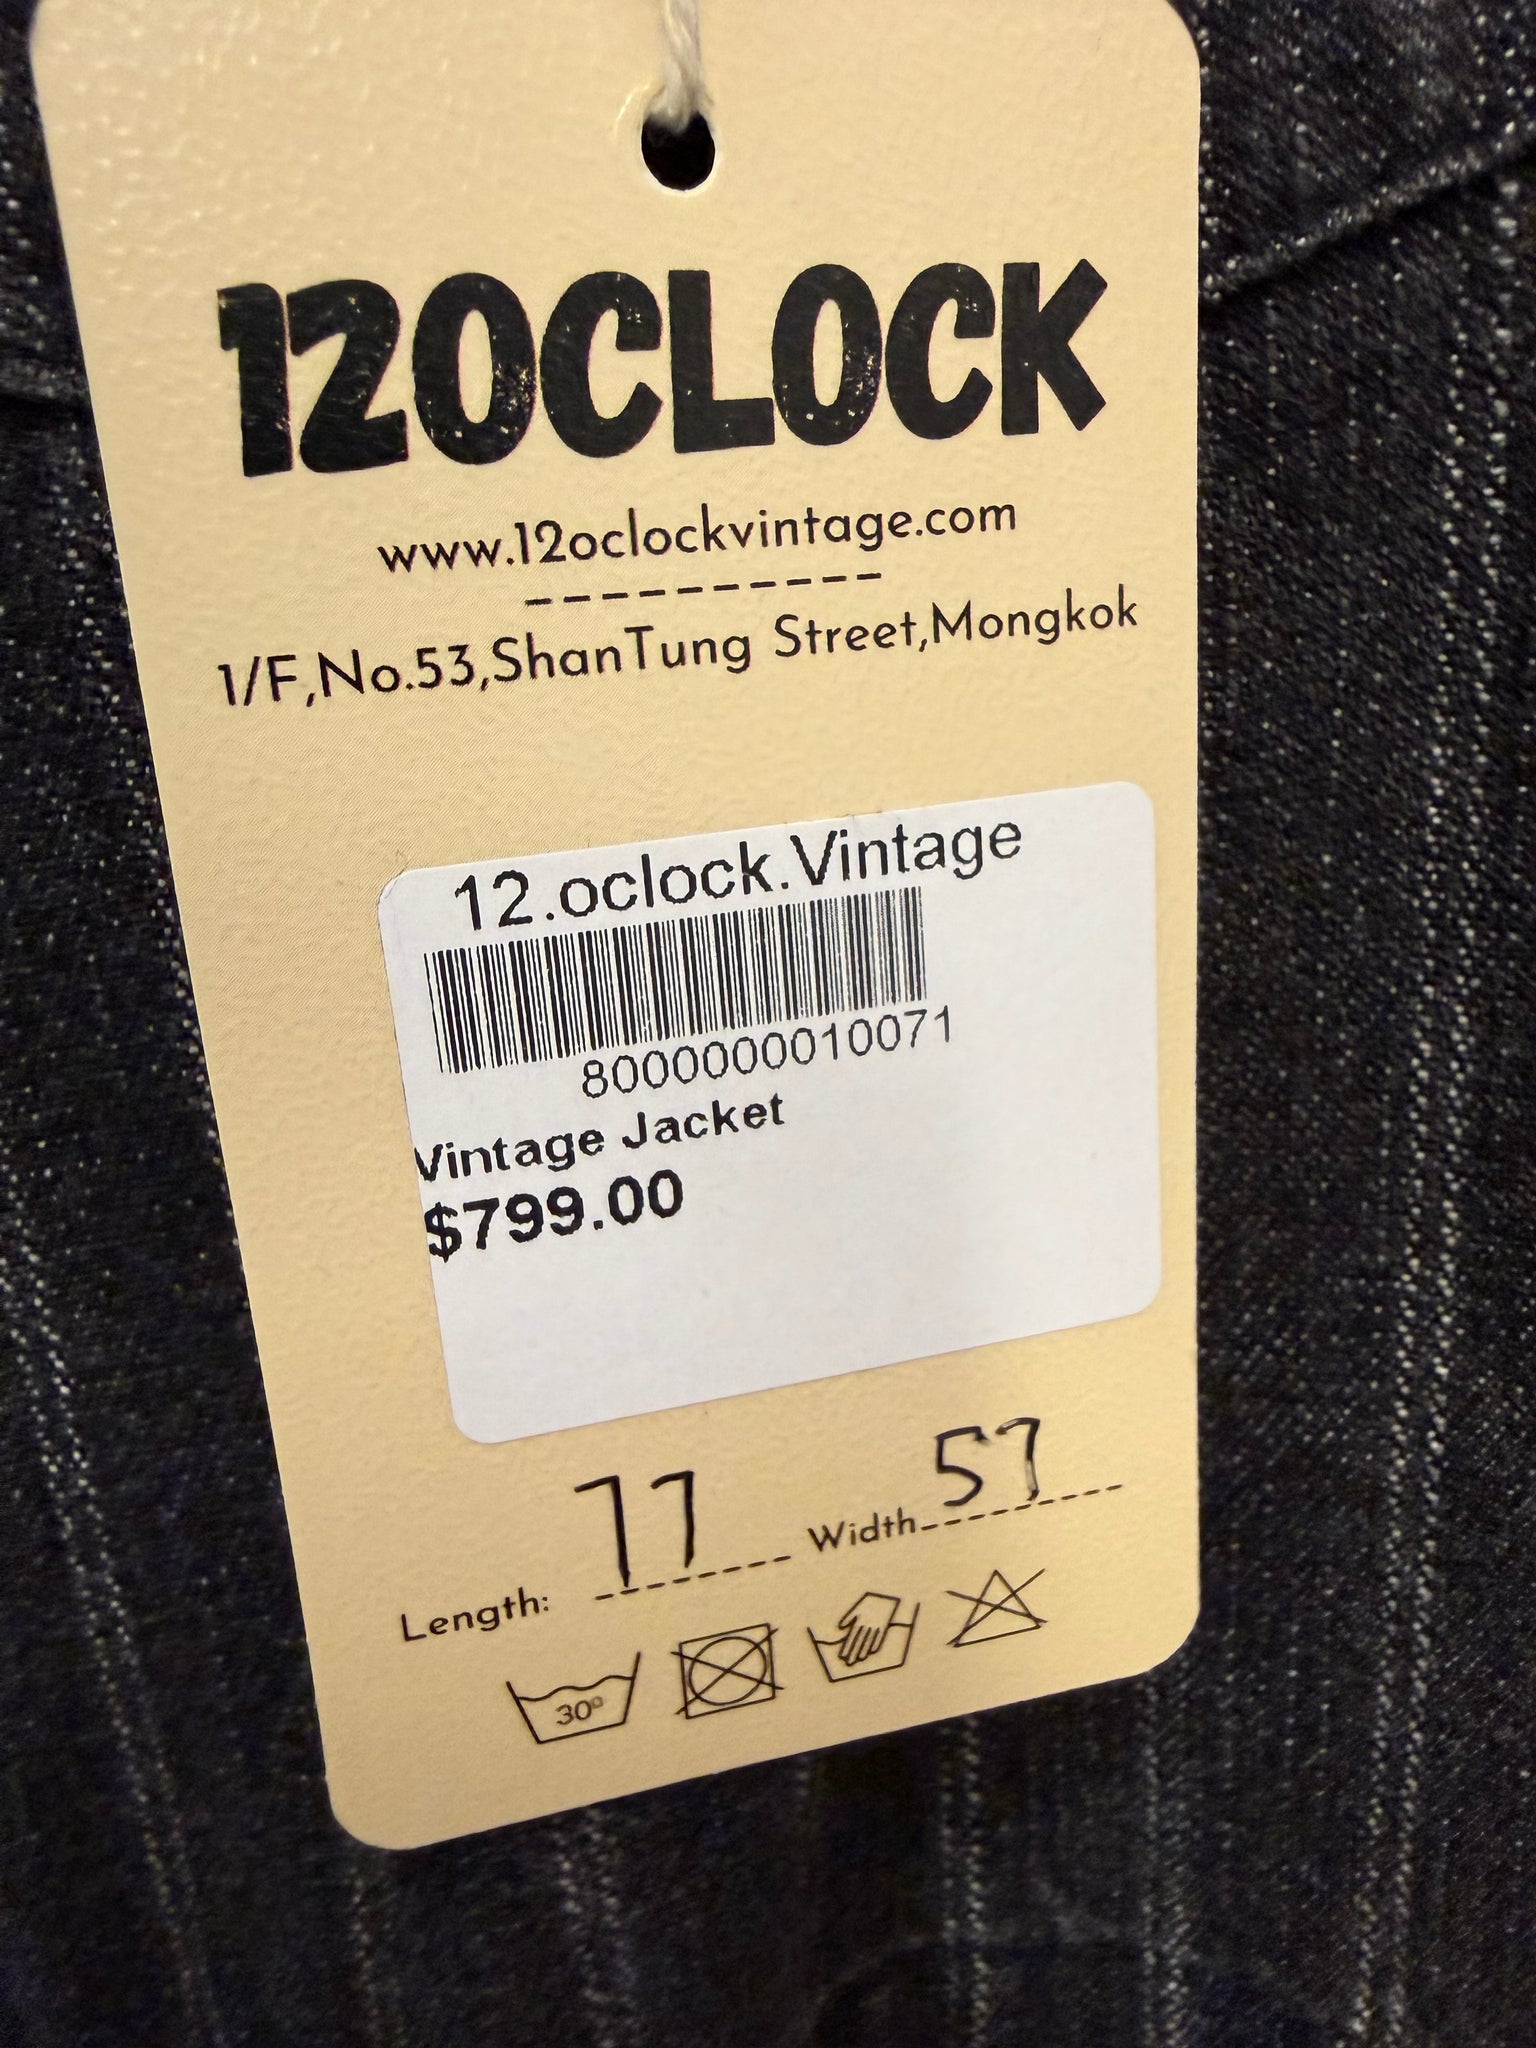 12OCLOCK
www.12oclockvintage.com
1/F,No.53,ShanTung Street,Mongkok
12.oclock.Vintage
8000000010071
Vintage Jacket
$799.00
Length: 77 Width 57
30°